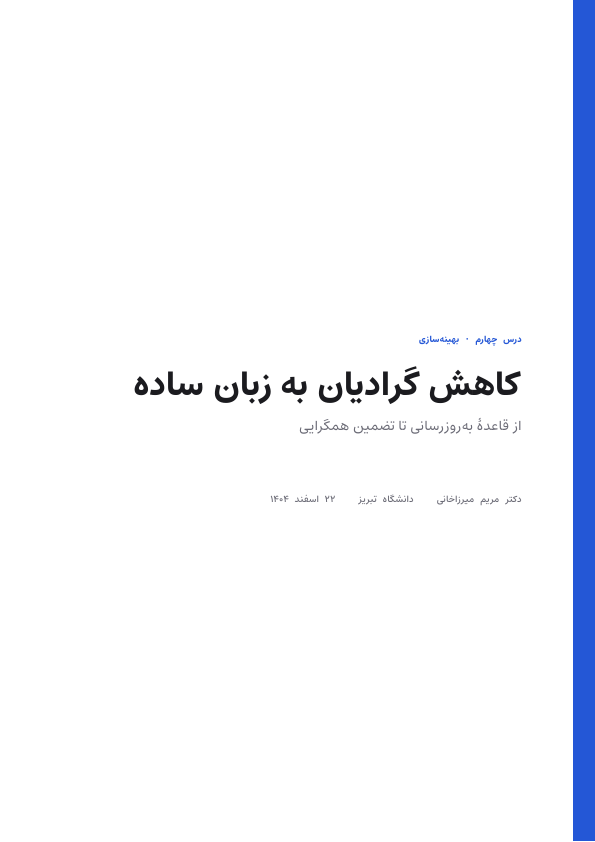 درس چهارم · بهینه‌سازی
کاهش گرادیان به زبان ساده
از قاعدهٔ به‌روزرسانی تا تضمین همگرایی
دکتر مریم میرزاخانی دانشگاه تبریز ۲۲ اسفند ۱۴۰۴